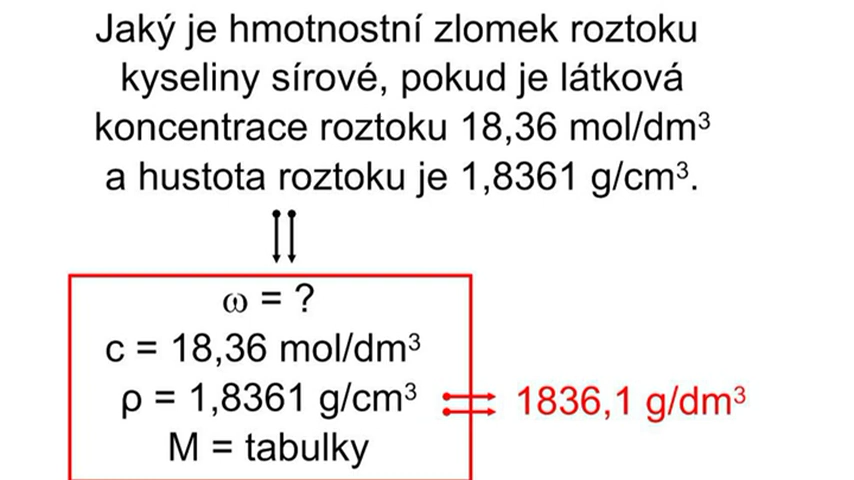 Jaký je hmotnostní zlomek roztoku
kyseliny sírové, pokud je látková
koncentrace roztoku 18,36 mol/dm³
a hustota roztoku je 1,8361 g/cm³.
ω = ?
c = 18,36 mol/dm³
ρ = 1,8361 g/cm³
1836,1 g/dm³
M = tabulky